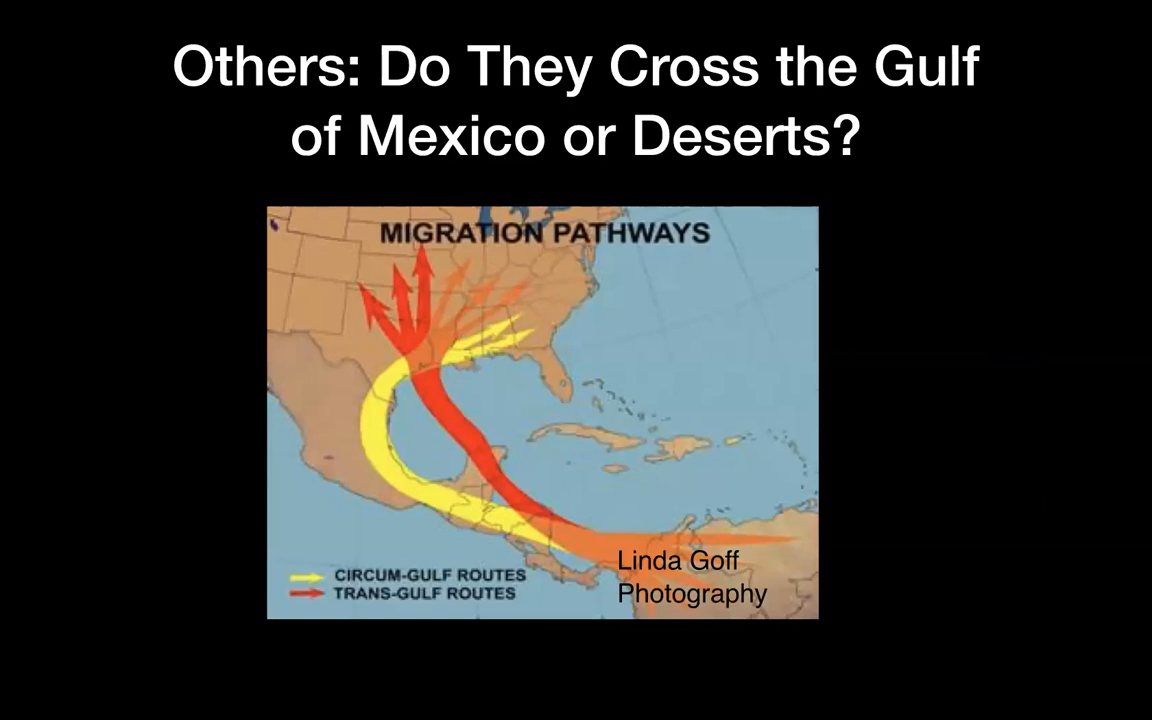 Others: Do They Cross the Gulf
of Mexico or Deserts?
MIGRATION PATHWAYS
CIRCUM-GULF ROUTES
TRANS-GULF ROUTES
Linda Goff
Photography